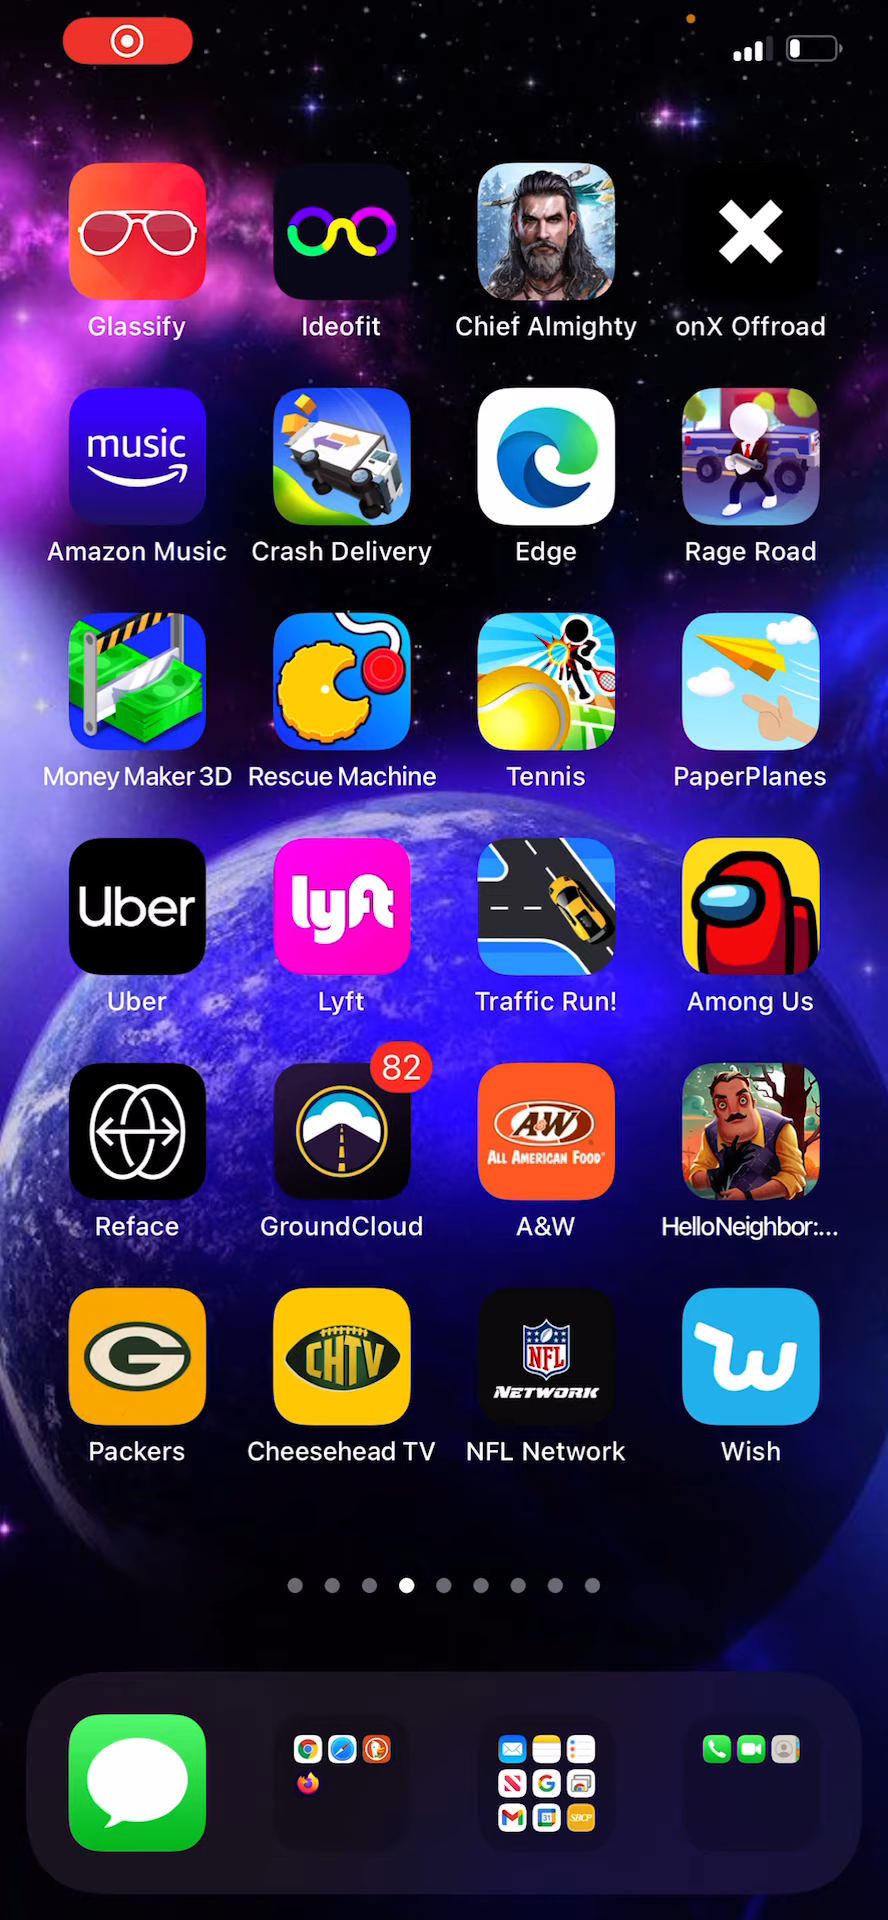 Glassify
Ideofit
Chief Almighty
onX Offroad
music
Amazon Music
Crash Delivery
Edge
Rage Road
Money Maker 3D
Rescue Machine
Tennis
PaperPlanes
Uber
lyft
Uber
Lyft
Traffic Run!
Among Us
82
A&W
ALL AMERICAN FOOD
Reface
GroundCloud
A&W
HelloNeighbor:...
G
CHTV
NFL
NETWORK
Packers
Cheesehead TV
NFL Network
Wish
31
SBCP